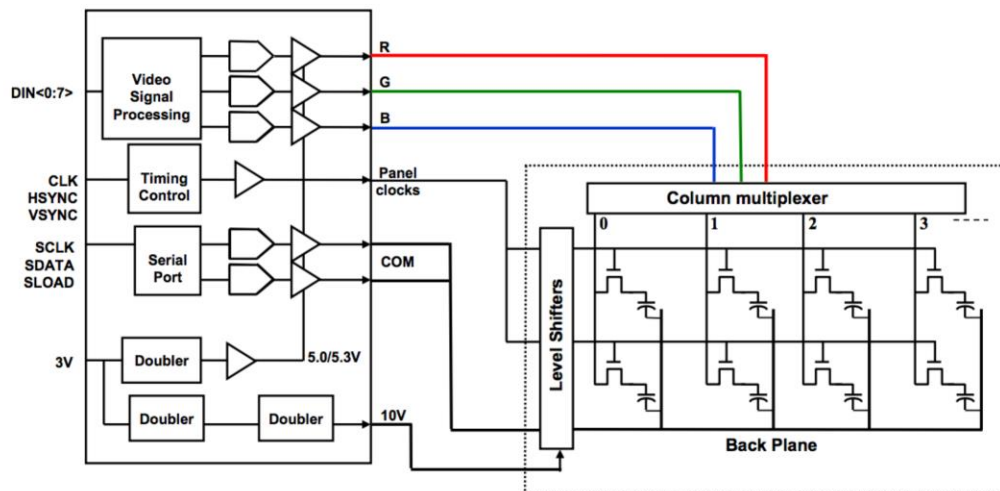 R
Video
Signal
Processing
DIN<0:7>
G
B
CLK
HSYNC
VSYNC
Timing
Control
Panel
clocks
Column multiplexer
0 1 2 3
SCLK
SDATA
SLOAD
Serial
Port
COM
Level Shifters
3V
Doubler
5.0/5.3V
Doubler
Doubler
10V
Back Plane